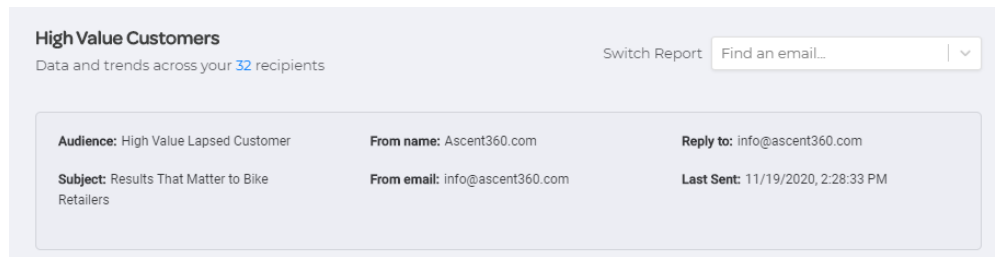 High Value Customers
Data and trends across your 32 recipients
Switch Report Find an email...
Audience: High Value Lapsed Customer
From name: Ascent360.com
Reply to: info@ascent360.com
Subject: Results That Matter to Bike
Retailers
From email: info@ascent360.com
Last Sent: 11/19/2020, 2:28:33 PM